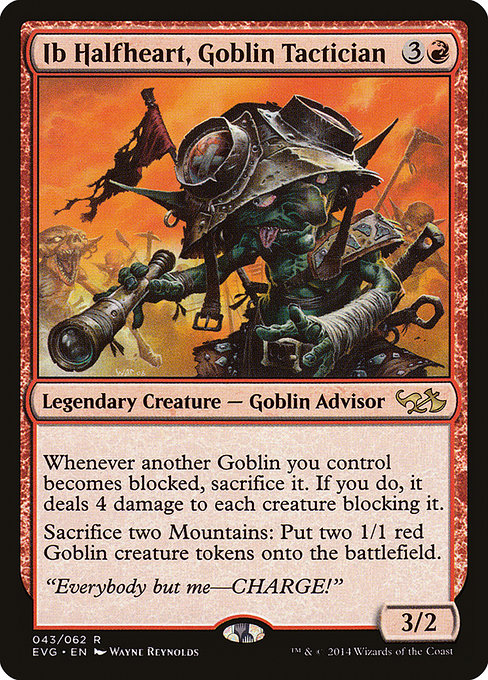 Ib Halfheart, Goblin Tactician 3
Legendary Creature — Goblin Advisor
Whenever another Goblin you control
becomes blocked, sacrifice it. If you do, it
deals 4 damage to each creature blocking it.
Sacrifice two Mountains: Put two 1/1 red
Goblin creature tokens onto the battlefield.
“Everybody but me—CHARGE!”
3/2
043/062 R
EVG • EN Wayne Reynolds ™ & © 2014 Wizards of the Coast